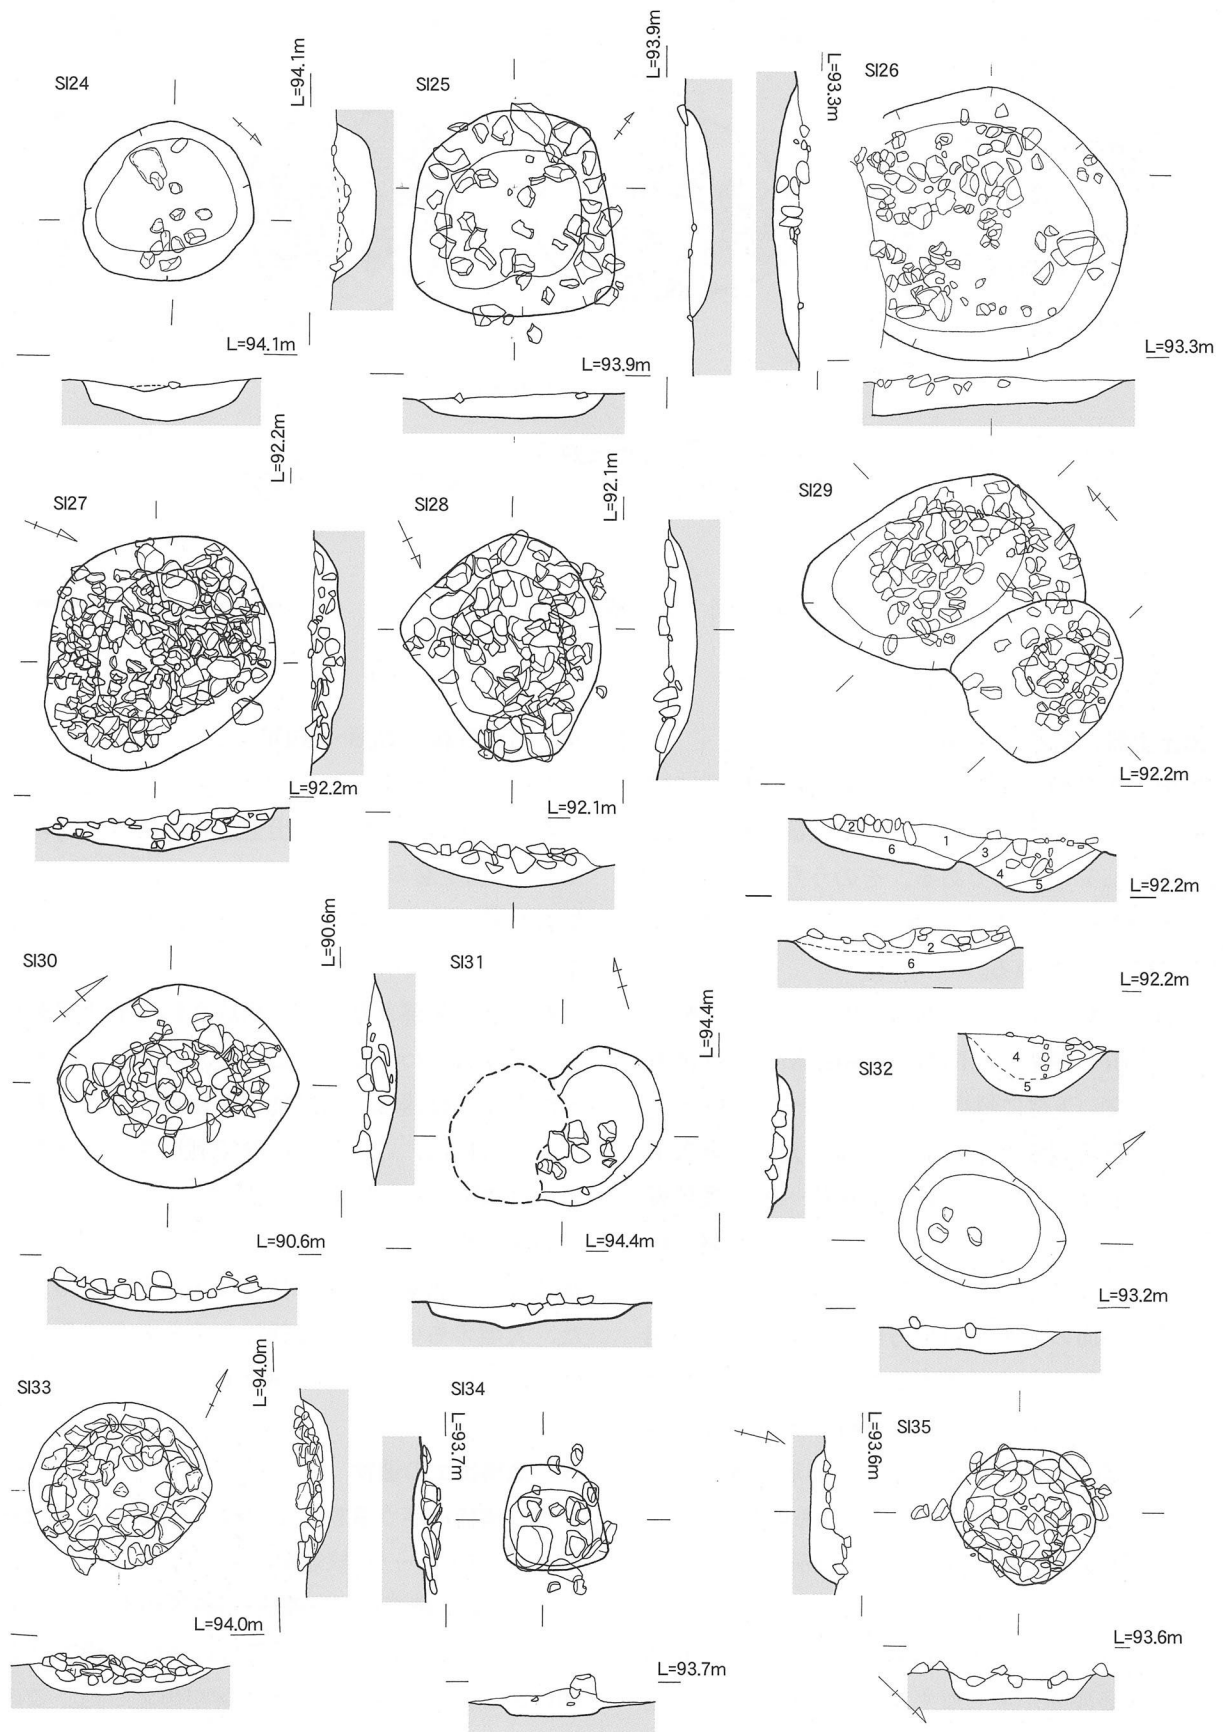 SI24
L=94.1m
L=94.1m
SI25
L=93.9m
L=93.9m
SI26
L=93.3m
L=93.3m
SI27
L=92.2m
L=92.2m
SI28
L=92.1m
L=92.1m
SI29
L=92.2m
2
6
1
3
4
5
L=92.2m
2
6
L=92.2m
4
5
SI30
L=90.6m
L=90.6m
SI31
L=94.4m
L=94.4m
SI32
L=93.2m
SI33
L=94.0m
L=94.0m
SI34
L=93.7m
L=93.7m
SI35
L=93.6m
L=93.6m